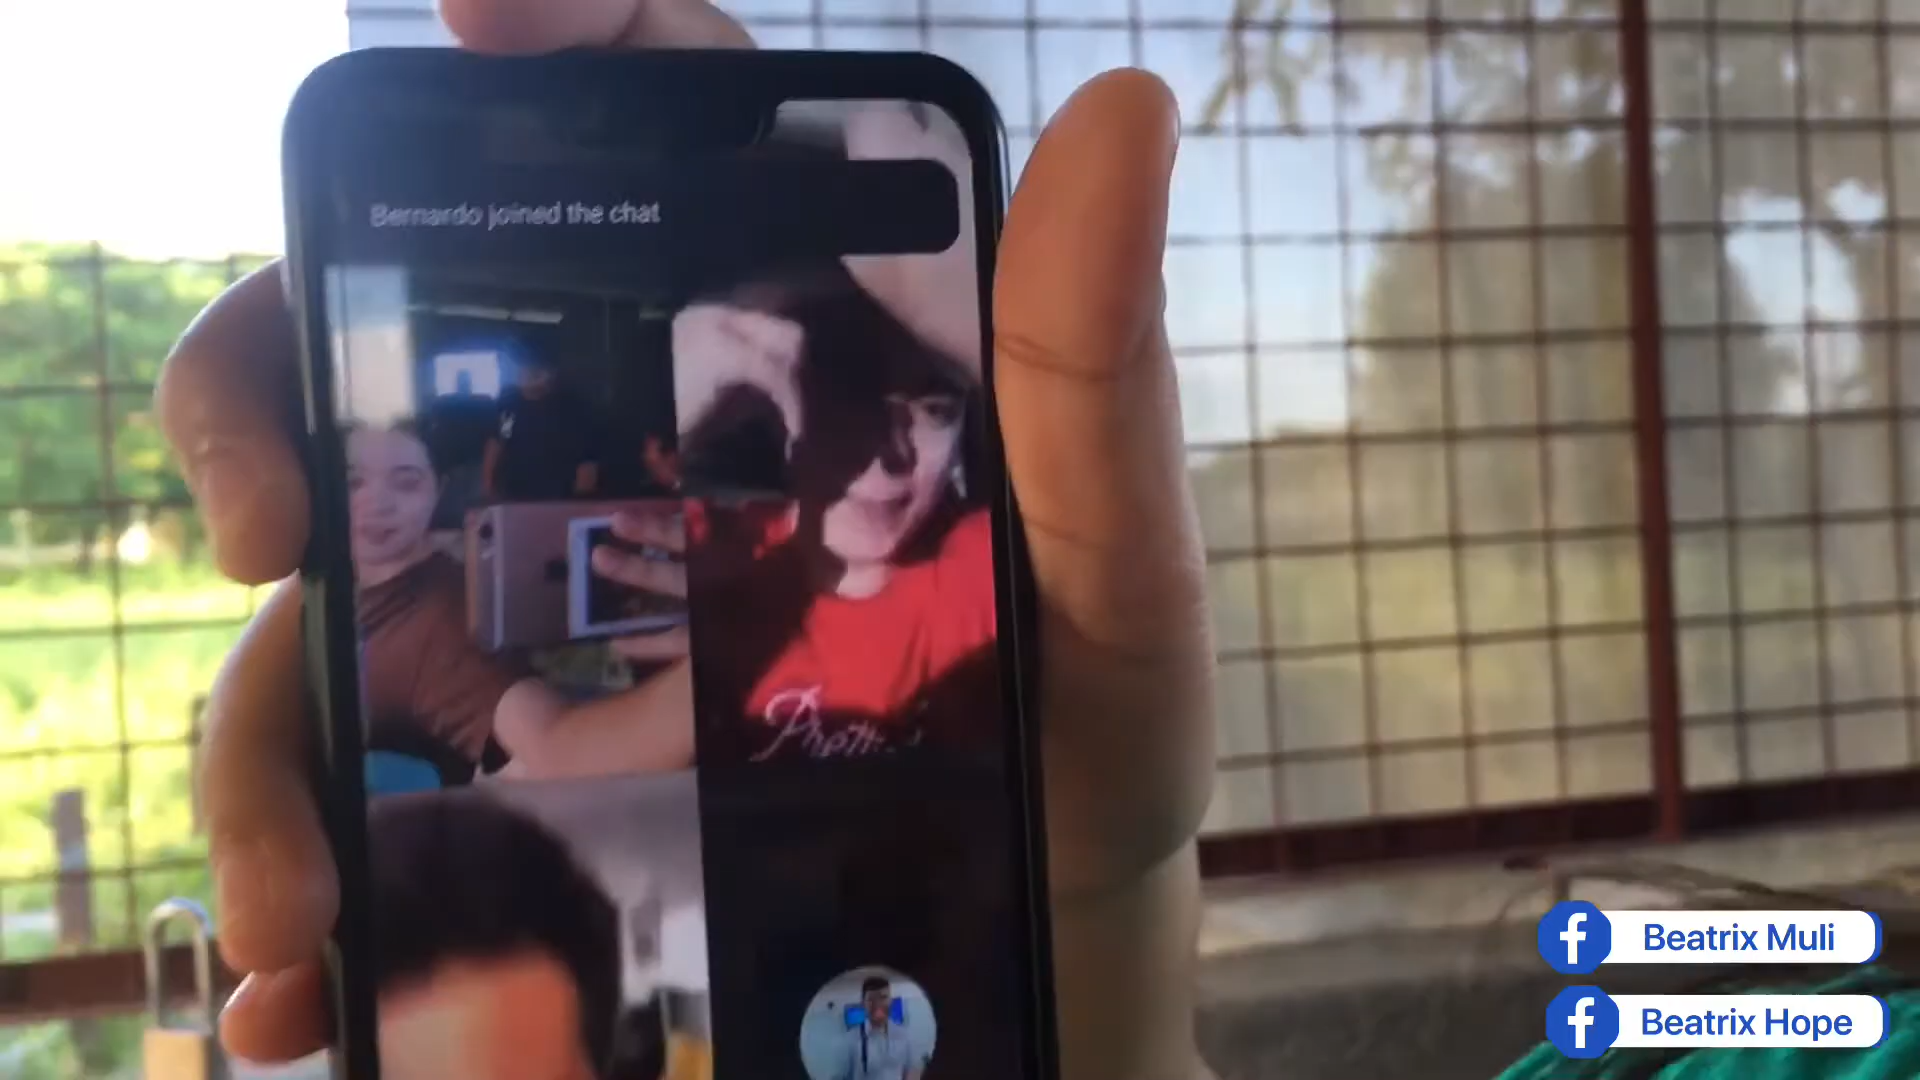 Bernardo joined the chat
Beatrix Muli
Beatrix Hope